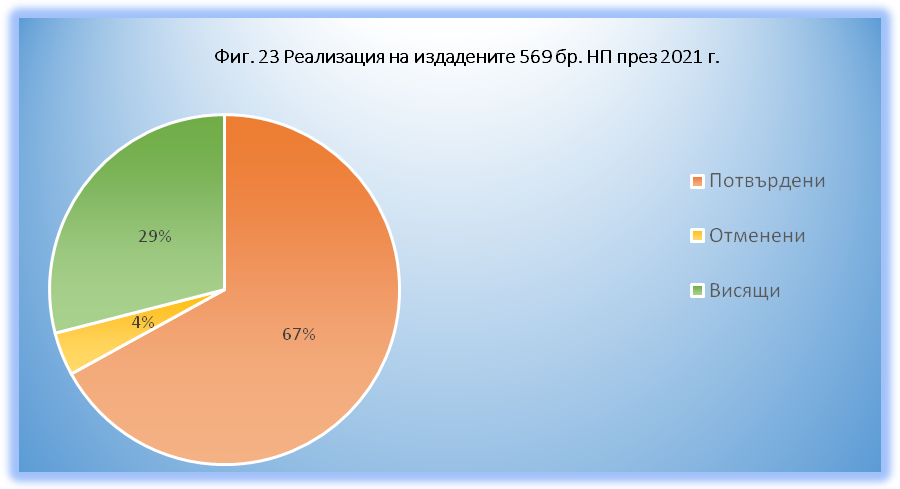 Фиг. 23 Реализация на издадените 569 бр. НП през 2021 г.
Потвърдени
Отменени
Висящи
29%
4%
67%